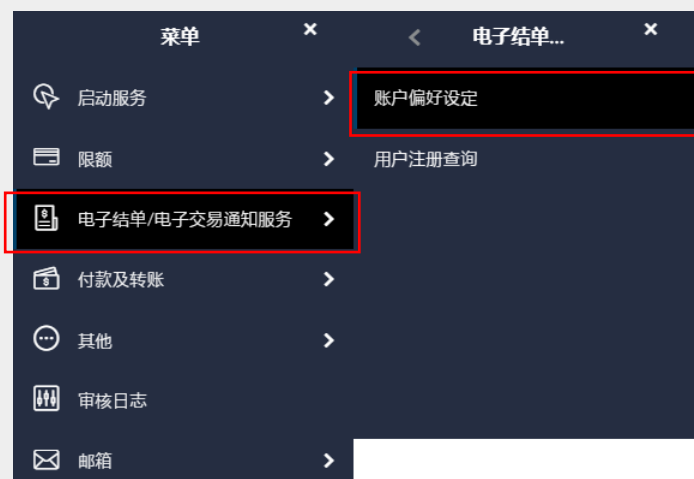 菜单
启动服务
限额
电子结单/电子交易通知服务
付款及转账
其他
审核日志
邮箱
电子结单...
账户偏好设定
用户注册查询